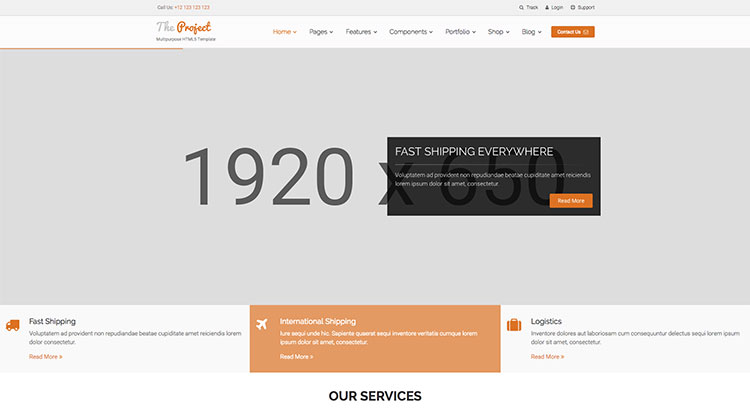 Call Us: +12 123 123 123
Track Login Support
The Project
Multipurpose HTML5 Template
Home Pages Features Components Portfolio Shop Blog Contact Us
1920 x 650
FAST SHIPPING EVERYWHERE
Voluptatem ad provident non repudiandae beatae cupiditate amet reiciendis
lorem ipsum dolor sit amet, consectetur.
Read More
Fast Shipping
Voluptatem ad provident non repudiandae beatae cupiditate amet reiciendis lorem
dolor consectetur.
Read More »
International Shipping
Iure sequi unde hic. Sapiente quaerat sequi inventore veritatis cumque lorem
ipsum dolor sit amet, consectetur.
Read More »
Logistics
Inventore dolores aut laboriosam cum consequuntur delectus sequi lorem ipsum
dolor sit amet, consectetur.
Read More »
OUR SERVICES